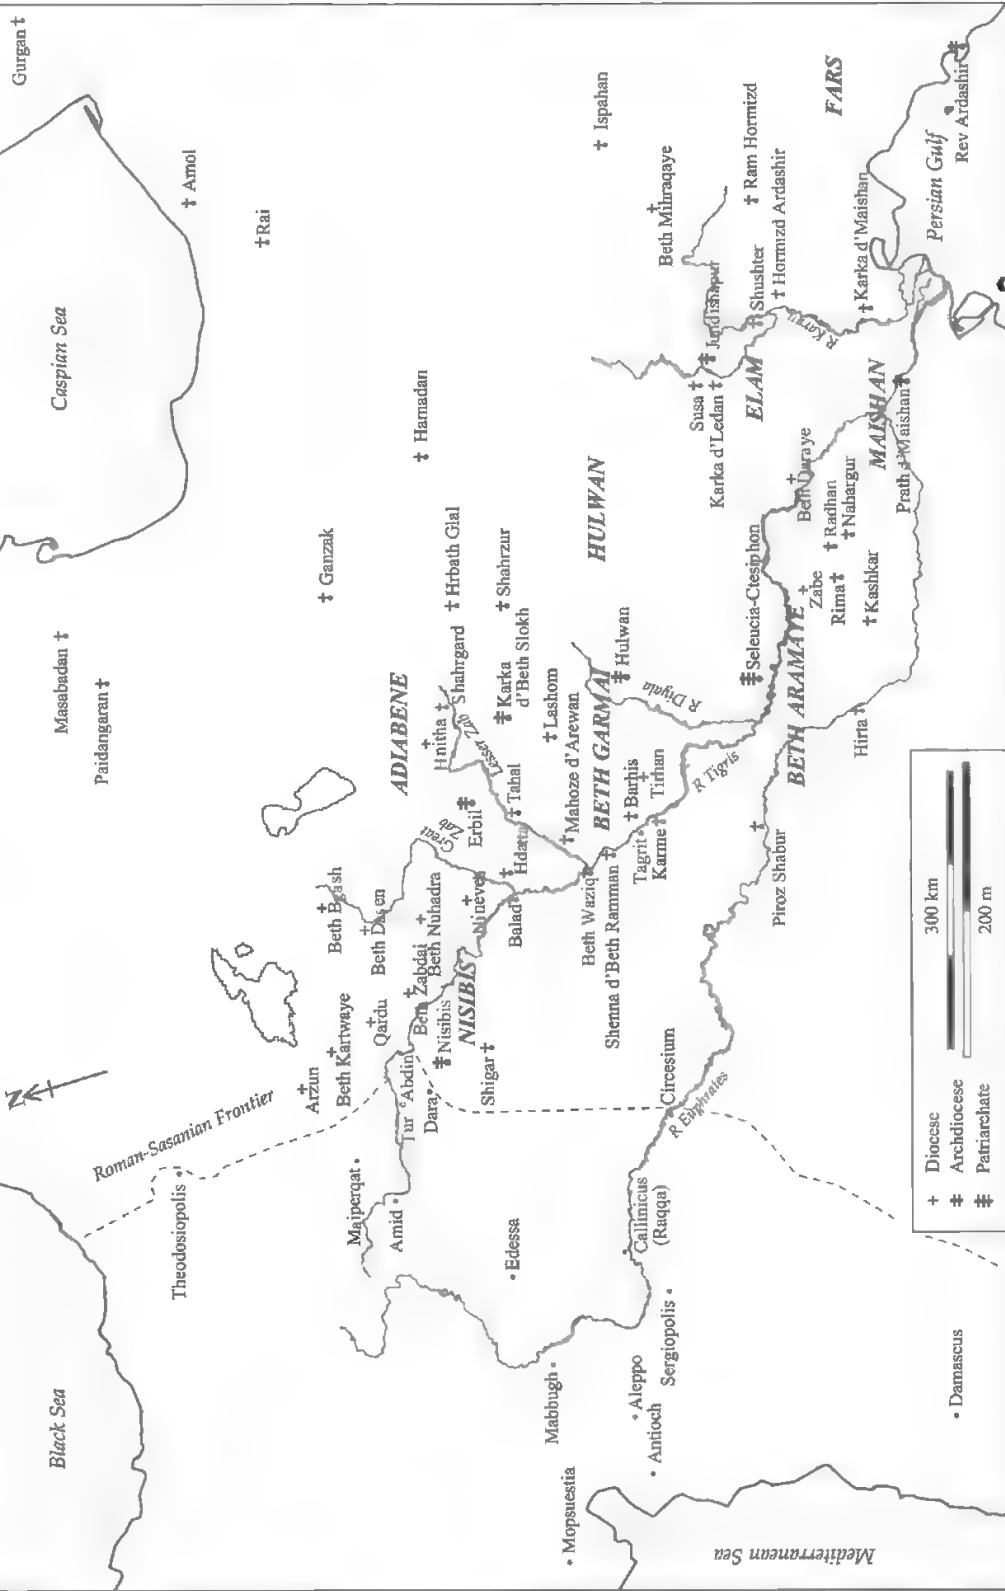 Black Sea
Caspian Sea
Gurgan
Amol
Rai
Masabadan
Paidangaran
Theodosiopolis
Roman-Sasanian Frontier
N
Ganzak
Hamadan
Arzun
Beth Kartwaye
Qardu
Beth Bgash
Beth Dasen
Beth Zabdai
Beth Nuhadra
Maiperqat
Amid
Tur ʿAbdin
Dara
Nisibis
NISIBIS
Shigar
Nineveh
Balad
Great
Zab
ADIABENE
Hnitha
Shahrgard
Hrbath Glal
Lesser Zab
Erbil
Tahal
Hdatta
Karka
d'Beth Slokh
Shahrzur
Lashom
Mahoze d'Arewan
BETH GARMAI
Beth Waziq
Shenna d'Beth Ramman
Barhis
Tirhan
Tagrit
Karme
Hulwan
HULWAN
R Diyala
R Tigris
Edessa
Mabbugh
Mopsuestia
Aleppo
Antioch
Sergiopolis
Callinicus
(Raqqa)
Circesium
R Euphrates
Piroz Shabur
Seleucia-Ctesiphon
BETH ARAMAYE
Hirta
Zabe
Rima
Kashkar
Radhan
Nahargur
Beth Daraye
Ispahan
Beth Mihraqaye
Jundishapur
Susa
Karka d'Ledan
ELAM
Shushter
Ram Hormizd
Hormizd Ardashir
R Karun
FARS
Karka d'Maishan
MAISHAN
Prath d'Maishan
Persian Gulf
Rev Ardashir
Mediterranean Sea
Damascus
Diocese
Archdiocese
Patriarchate
300 km
200 m